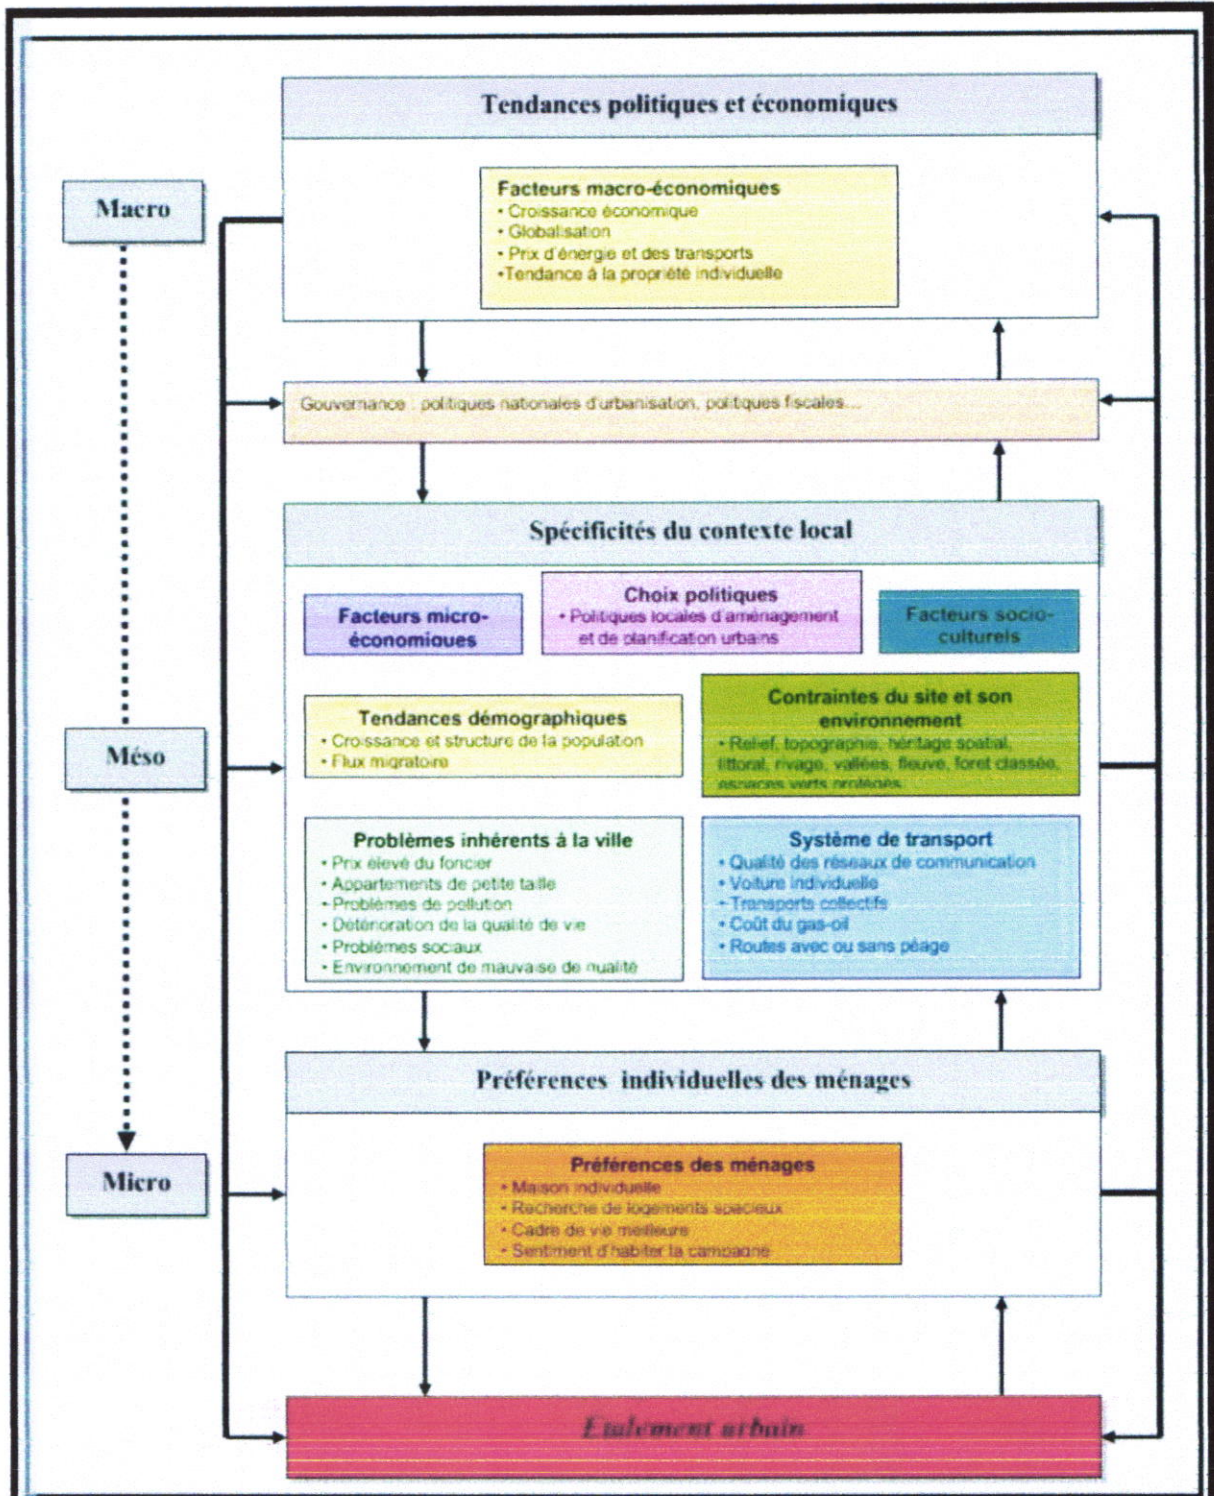 Tendances politiques et économiques
Macro
Facteurs macro-économiques
• Croissance économique
• Globalisation
• Prix d'énergie et des transports
•Tendance à la propriété individuelle
Gouvernance : politiques nationales d'urbanisation, politiques fiscales...
Spécificités du contexte local
Facteurs micro-
économiques
Choix politiques
• Politiques locales d'aménagement
et de planification urbains
Facteurs socio-
culturels
Tendances démographiques
• Croissance et structure de la population
• Flux migratoire
Contraintes du site et son
environnement
• Relief, topographie, héritage spatial,
littoral, rivage, vallées, fleuve, foret classée,
espaces verts protégés
Méso
Problèmes inhérents à la ville
• Prix élevé du foncier
• Appartements de petite taille
• Problèmes de pollution
• Détérioration de la qualité de vie
• Problèmes sociaux
• Environnement de mauvaise de qualité
Système de transport
• Qualité des réseaux de communication
• Voiture individuelle
• Transports collectifs
• Coût du gas-oil
• Routes avec ou sans péage
Préférences individuelles des ménages
Micro
Préférences des ménages
• Maison individuelle
• Recherche de logements spacieux
• Cadre de vie meilleure
• Sentiment d'habiter la campagne
Etalement urbain